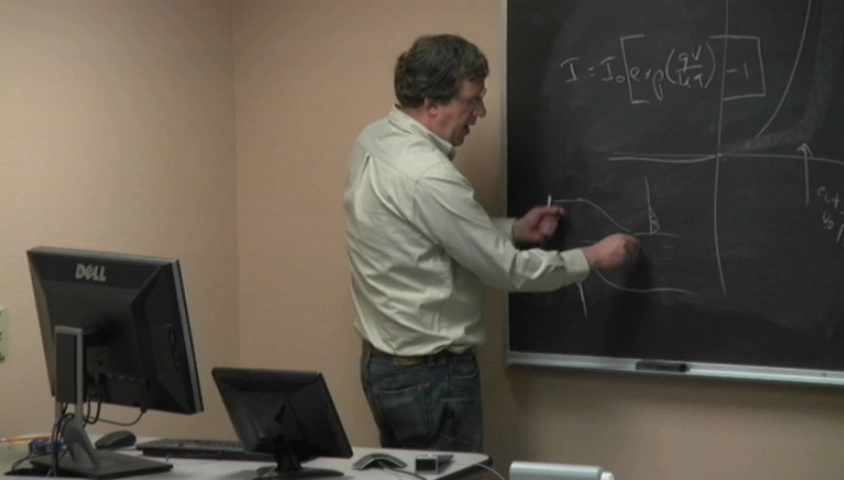 I = I₀ [exp(qV/kT) - 1]
DELL